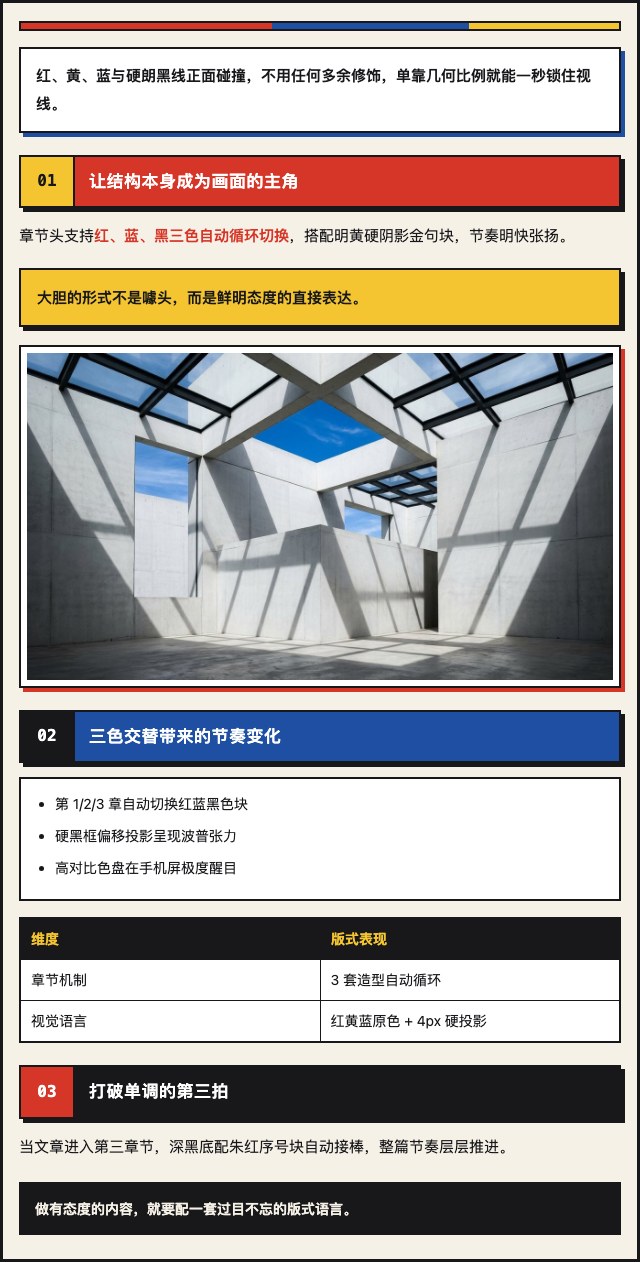 红、黄、蓝与硬朗黑线正面碰撞，不用任何多余修饰，单靠几何比例就能一秒锁住视
线。
01 让结构本身成为画面的主角
章节头支持红、蓝、黑三色自动循环切换，搭配明黄硬阴影金句块，节奏明快张扬。
大胆的形式不是噱头，而是鲜明态度的直接表达。
02 三色交替带来的节奏变化
• 第 1/2/3 章自动切换红蓝黑色块
• 硬黑框偏移投影呈现波普张力
• 高对比色盘在手机屏极度醒目
维度 版式表现
章节机制 3 套造型自动循环
视觉语言 红黄蓝原色 + 4px 硬投影
03 打破单调的第三拍
当文章进入第三章节，深黑底配朱红序号块自动接棒，整篇节奏层层推进。
做有态度的内容，就要配一套过目不忘的版式语言。